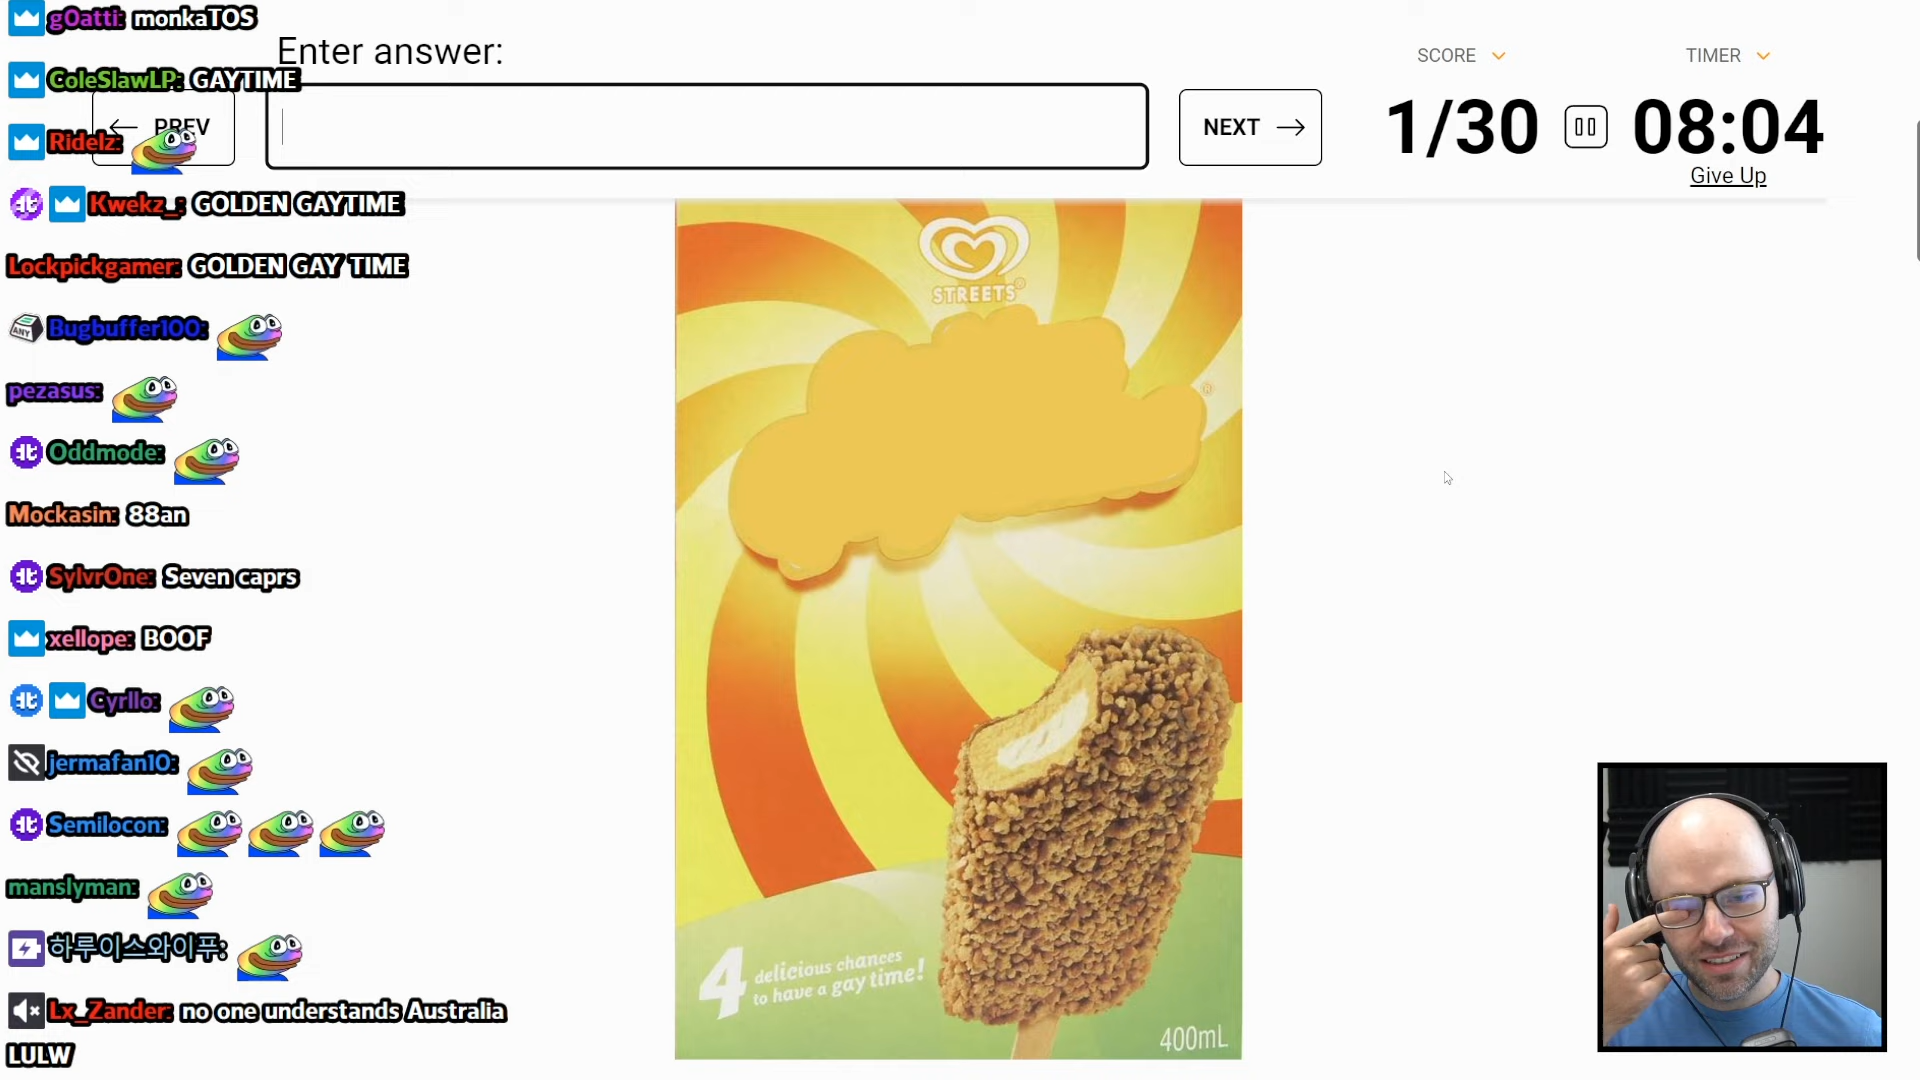 gOatti: monkaTOS
ColeSlawLP: GAYTIME
Ridelz:
Kwekz_: GOLDEN GAYTIME
Lockpickgamer: GOLDEN GAY TIME
ANY Bugbuffer100:
pezasus:
Oddmode:
Mockasin: 88an
SylvrOne: Seven caprs
xellope: BOOF
Cyrllo:
jermafan10:
Semilocon:
manslyman:
하루이스와이푸:
Lx_Zander: no one understands Australia
LULW
Enter answer:
← PREV
NEXT →
SCORE
1/30
TIMER
08:04
Give Up
STREETS®
®
4 delicious chances
to have a gay time!
400mL